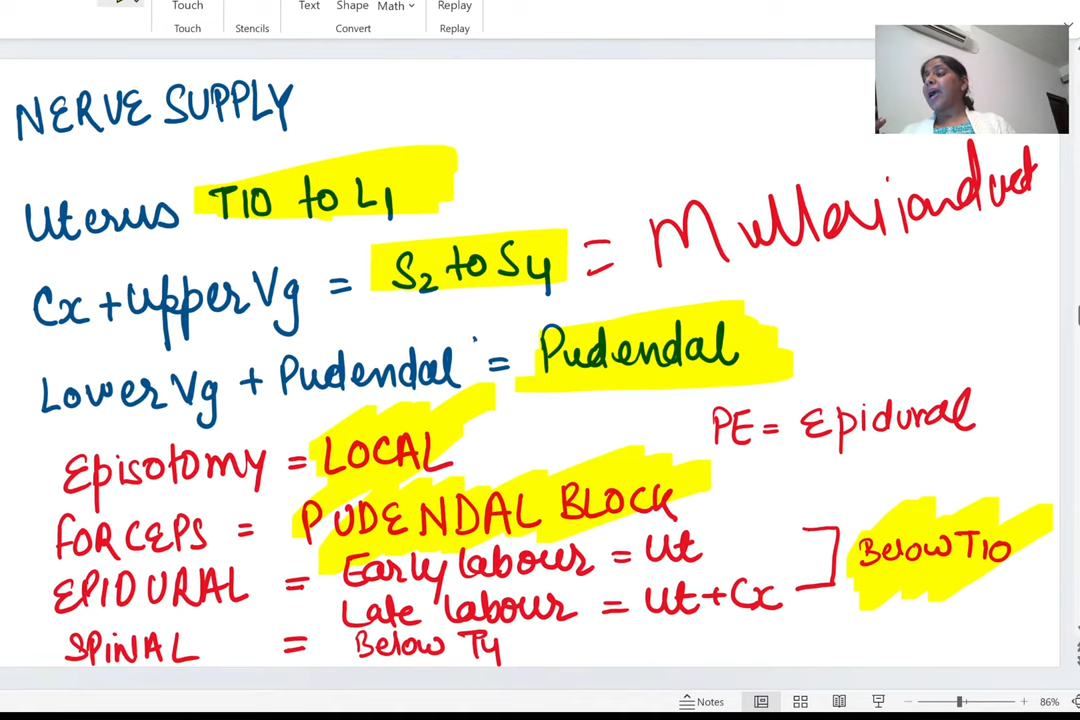 Touch
Text Shape Math
Replay
Touch Stencils Convert Replay
NERVE SUPPLY
Uterus T10 to L1
Cx + Upper Vg = S2 to S4 = Mullerianduct
Lower Vg + Pudendal = Pudendal
PE = Epidural
Episotomy = LOCAL
FORCEPS = PUDENDAL BLOCK
EPIDURAL = Early labour = Ut
Late labour = Ut + Cx
Below T10
SPiNAL = Below T4
Notes 86%